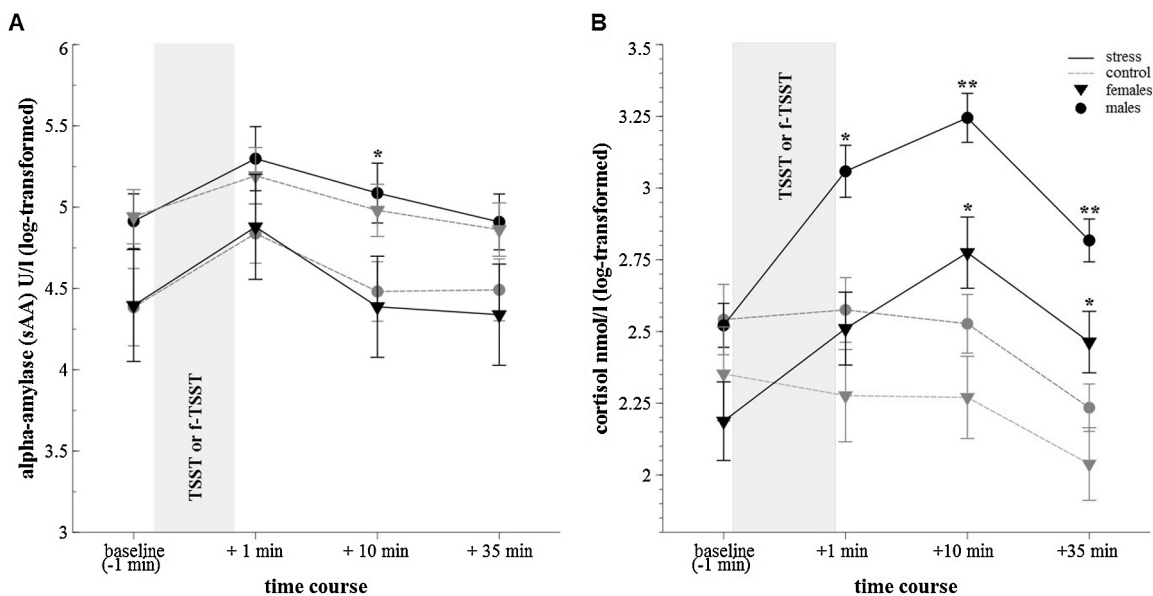 A
alpha-amylase (sAA) U/l (log-transformed)
6
5.5
5
4.5
4
3.5
3
TSST or f-TSST
*
baseline
(-1 min)
+ 1 min
+ 10 min
+ 35 min
time course
B
cortisol nmol/l (log-transformed)
3.5
3.25
3
2.75
2.5
2.25
2
TSST or f-TSST
*
**
**
*
*
stress
control
females
males
baseline
(-1 min)
+1 min
+10 min
+35 min
time course